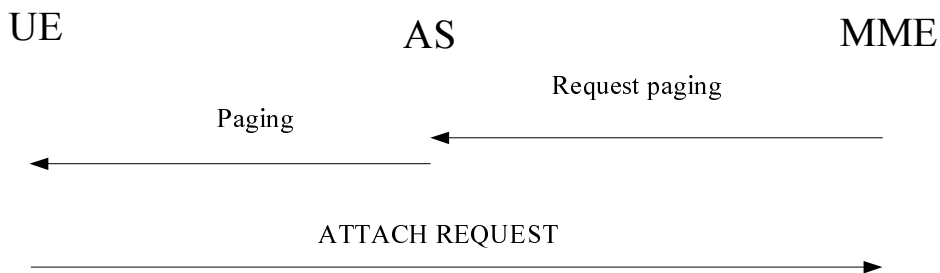 UE
AS
MME
Request paging
Paging
ATTACH REQUEST